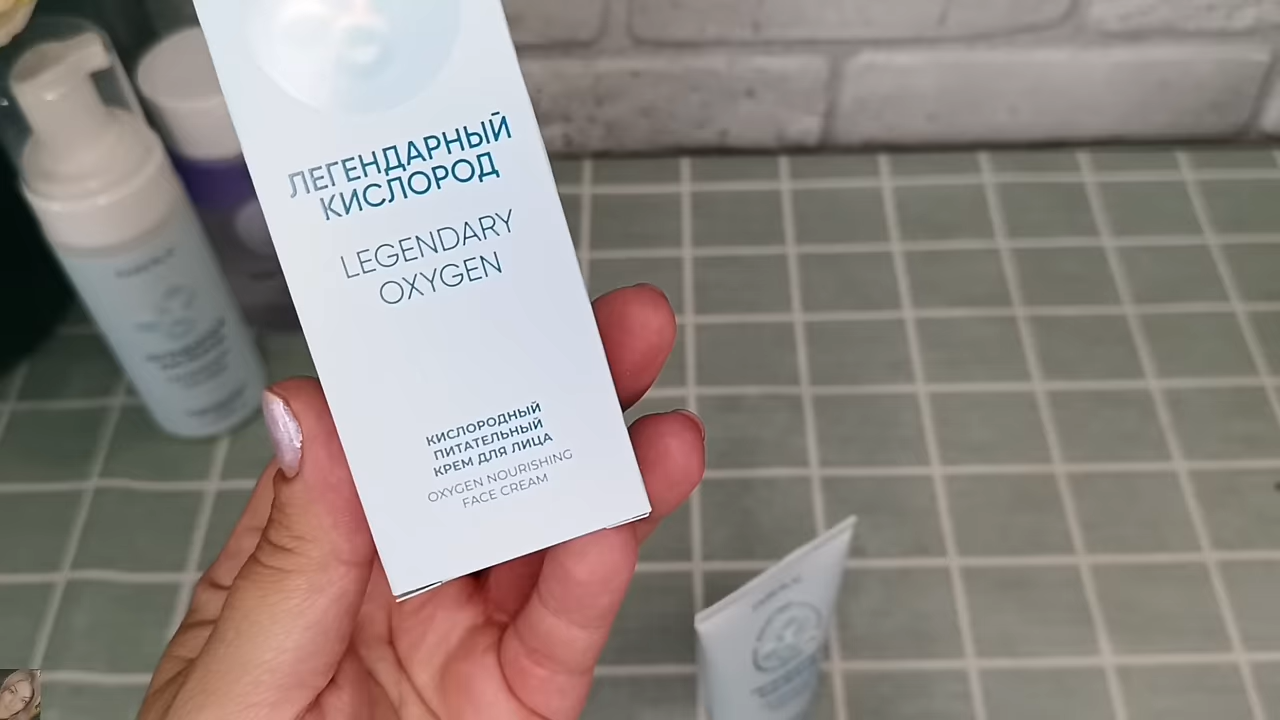 ЛЕГЕНДАРНЫЙ
КИСЛОРОД
LEGENDARY
OXYGEN
КИСЛОРОДНЫЙ
ПИТАТЕЛЬНЫЙ
КРЕМ ДЛЯ ЛИЦА
OXYGEN NOURISHING
FACE CREAM